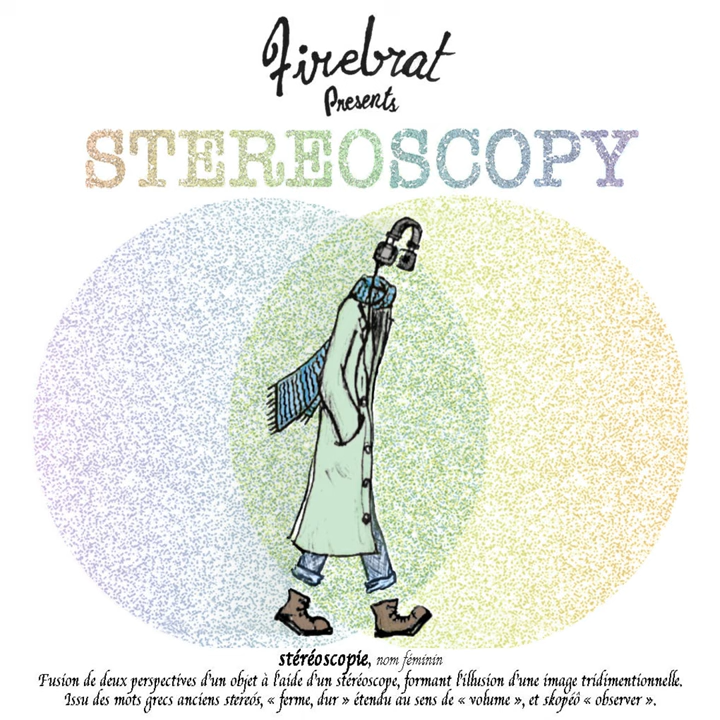 Firebrat
Presents
STEREOSCOPY
stéréoscopie, nom féminin
Fusion de deux perspectives d'un objet à l'aide d'un stéréoscope, formant l'illusion d'une image tridimentionnelle.
Issu des mots grecs anciens stereós, « ferme, dur » étendu au sens de « volume », et skopéô « observer ».